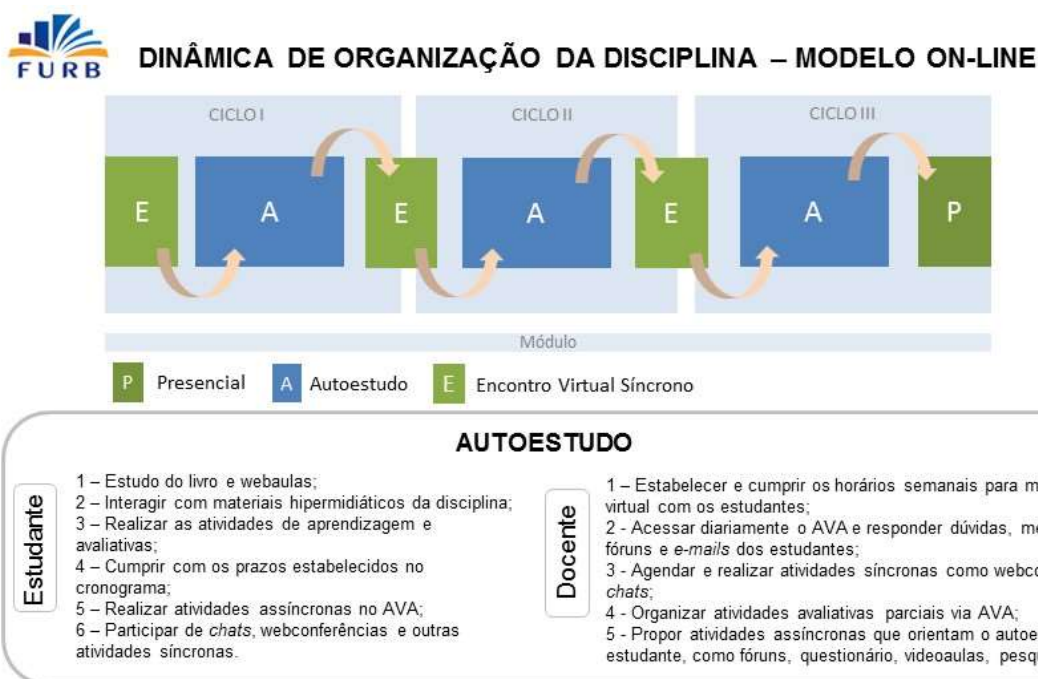 FURB
DINÂMICA DE ORGANIZAÇÃO DA DISCIPLINA – MODELO ON-LINE
CICLO I
CICLO II
CICLO III
E
A
E
A
E
A
P
Módulo
P Presencial
A Autoestudo
E Encontro Virtual Síncrono
AUTOESTUDO
Estudante
1 – Estudo do livro e webaulas;
2 – Interagir com materiais hipermidiáticos da disciplina;
3 – Realizar as atividades de aprendizagem e
avaliativas;
4 – Cumprir com os prazos estabelecidos no
cronograma;
5 – Realizar atividades assíncronas no AVA;
6 – Participar de chats, webconferências e outras
atividades síncronas.
Docente
1 – Estabelecer e cumprir os horários semanais para
virtual com os estudantes;
2 - Acessar diariamente o AVA e responder dúvidas,
fóruns e e-mails dos estudantes;
3 - Agendar e realizar atividades síncronas como
chats;
4 - Organizar atividades avaliativas parciais via AVA;
5 - Propor atividades assíncronas que orientam o
estudante, como fóruns, questionário, videoaulas,